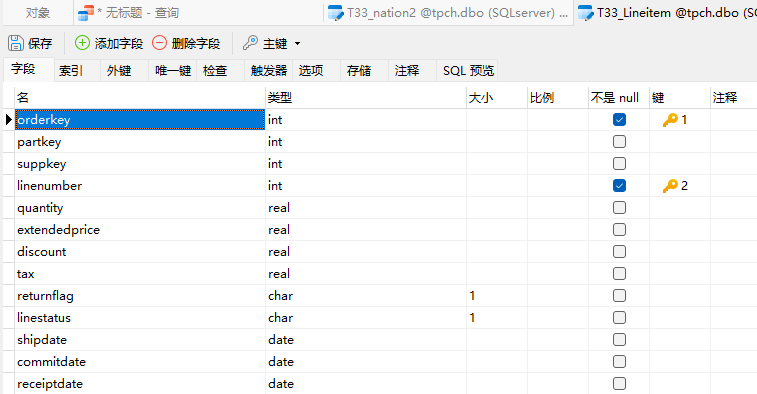 对象 * 无标题 - 查询 T33_nation2 @tpch.dbo (SQLserver) ... T33_Lineitem @tpch.dbo (S
保存 添加字段 删除字段 主键
字段 索引 外键 唯一键 检查 触发器 选项 存储 注释 SQL 预览
名 类型 大小 比例 不是 null 键 注释
orderkey int 1
partkey int
suppkey int
linenumber int 2
quantity real
extendedprice real
discount real
tax real
returnflag char 1
linestatus char 1
shipdate date
commitdate date
receiptdate date